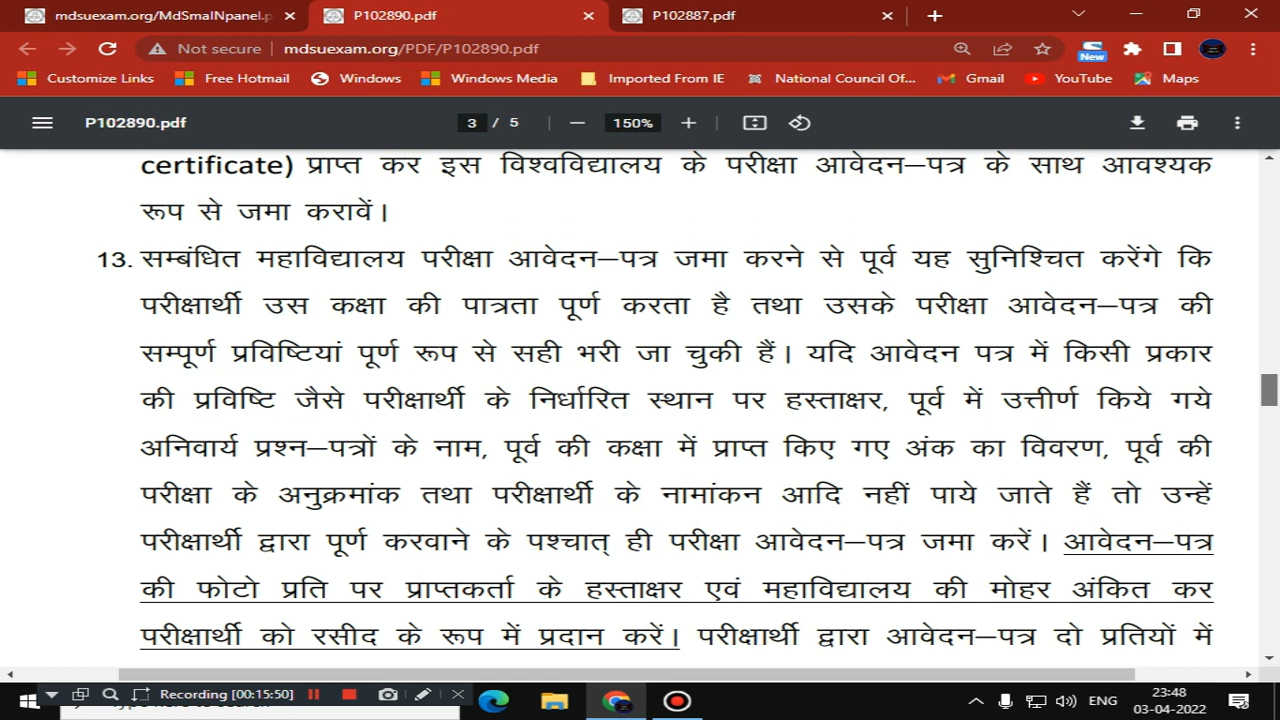 mdsuexam.org/MdSmalNpanel.p
P102890.pdf
P102887.pdf
Not secure
mdsuexam.org/PDF/P102890.pdf
New
Customize Links
Free Hotmail
Windows
Windows Media
Imported From IE
National Council Of...
Gmail
YouTube
Maps
P102890.pdf
3 / 5
150%
certificate) प्राप्त कर इस विश्वविद्यालय के परीक्षा आवेदन–पत्र के साथ आवश्यक
रूप से जमा करावें।
13. सम्बंधित महाविद्यालय परीक्षा आवेदन–पत्र जमा करने से पूर्व यह सुनिश्चित करेंगे कि
परीक्षार्थी उस कक्षा की पात्रता पूर्ण करता है तथा उसके परीक्षा आवेदन–पत्र की
सम्पूर्ण प्रविष्टियां पूर्ण रूप से सही भरी जा चुकी हैं। यदि आवेदन पत्र में किसी प्रकार
की प्रविष्टि जैसे परीक्षार्थी के निर्धारित स्थान पर हस्ताक्षर, पूर्व में उत्तीर्ण किये गये
अनिवार्य प्रश्न–पत्रों के नाम, पूर्व की कक्षा में प्राप्त किए गए अंक का विवरण, पूर्व की
परीक्षा के अनुक्रमांक तथा परीक्षार्थी के नामांकन आदि नहीं पाये जाते हैं तो उन्हें
परीक्षार्थी द्वारा पूर्ण करवाने के पश्चात् ही परीक्षा आवेदन–पत्र जमा करें। आवेदन–पत्र
की फोटो प्रति पर प्राप्तकर्ता के हस्ताक्षर एवं महाविद्यालय की मोहर अंकित कर
परीक्षार्थी को रसीद के रूप में प्रदान करें। परीक्षार्थी द्वारा आवेदन–पत्र दो प्रतियों में
Recording [00:15:50]
ENG
23:48
03-04-2022